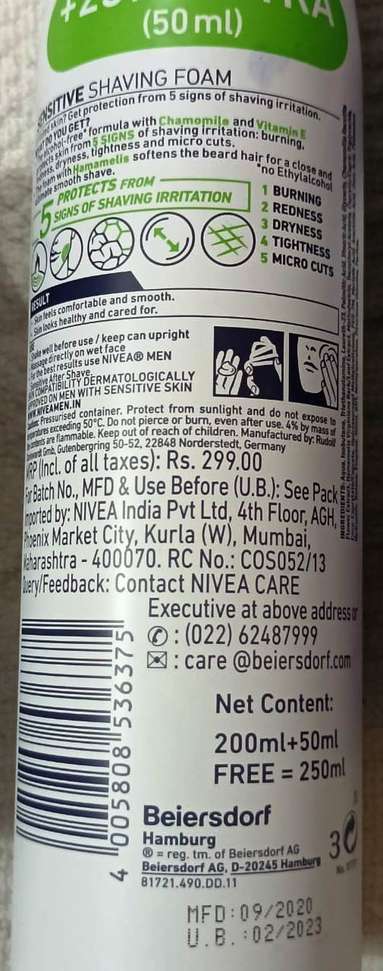 (50ml)
SENSITIVE SHAVING FOAM
skin? Get protection from 5 signs of shaving irritation.
DO YOU GET?
formula with Chamomile and Vitamin E
from 5 SIGNS of shaving irritation: burning,
dryness, tightness and micro cuts.
with Hamamelis softens the beard hair for a close and
smooth shave.
*no Ethylalcohol
5 PROTECTS FROM
SIGNS OF SHAVING IRRITATION
1 BURNING
2 REDNESS
3 DRYNESS
4 TIGHTNESS
5 MICRO CUTS
RESULT
Skin feels comfortable and smooth.
Skin looks healthy and cared for.
Shake well before use / keep can upright
Massage directly on wet face
For best results use NIVEA® MEN
Sensitive After Shave.
SKIN COMPATIBILITY DERMATOLOGICALLY
ON MEN WITH SENSITIVE SKIN
WWW.NIVEAMEN.IN
Pressurised container. Protect from sunlight and do not expose to
exceeding 50°C. Do not pierce or burn, even after use. 4% by mass of
are flammable. Keep out of reach of children. Manufactured by: Rudolf
GmbH, Gutenbergring 50-52, 22848 Norderstedt, Germany
MRP (Incl. of all taxes): Rs. 299.00
For Batch No., MFD & Use Before (U.B.): See Pack
Imported by: NIVEA India Pvt Ltd, 4th Floor, AGH,
Phoenix Market City, Kurla (W), Mumbai,
Maharashtra - 400070. RC No.: COS052/13
Query/Feedback: Contact NIVEA CARE
Executive at above address or
: (022) 62487999
: care @beiersdorf.com
Net Content:
200ml+50ml
FREE = 250ml
4 005808 536375
Beiersdorf
Hamburg
® = reg. tm. of Beiersdorf AG
Beiersdorf AG, D-20245 Hamburg
81721.490.DD.11
3
MFD:09/2020
U.B.:02/2023